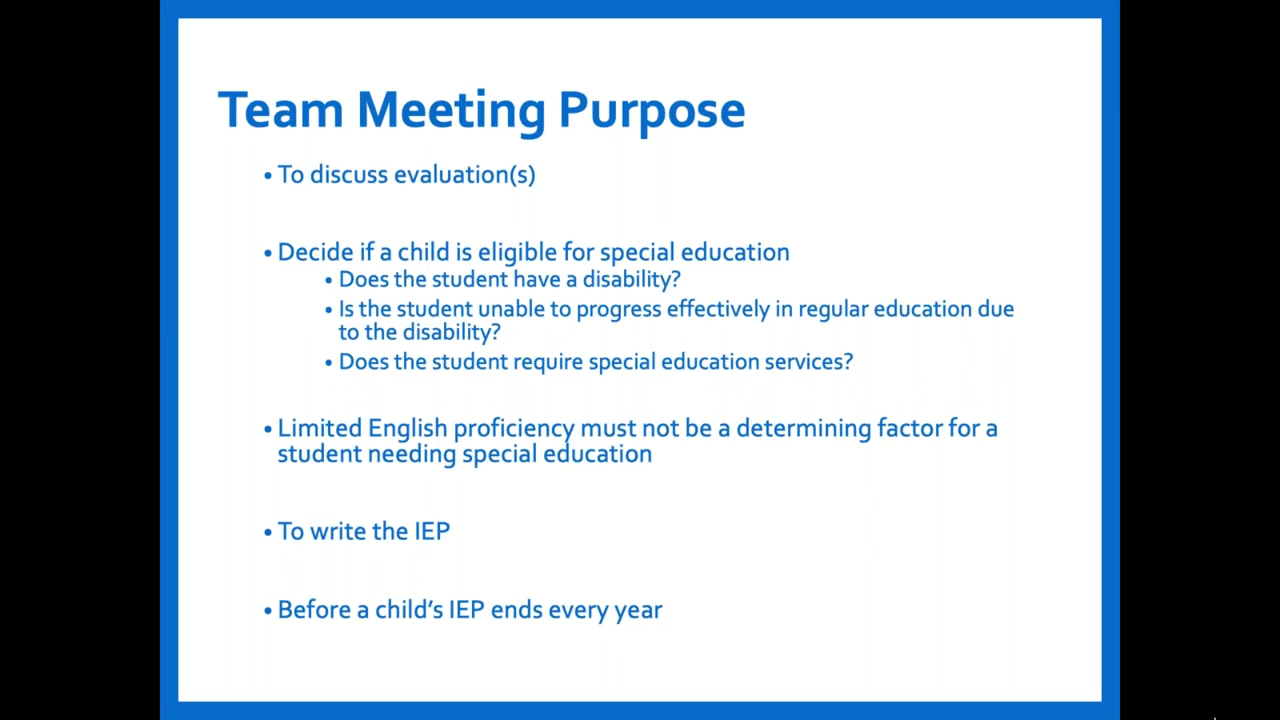 Team Meeting Purpose
• To discuss evaluation(s)
• Decide if a child is eligible for special education
• Does the student have a disability?
• Is the student unable to progress effectively in regular education due
to the disability?
• Does the student require special education services?
• Limited English proficiency must not be a determining factor for a
student needing special education
• To write the IEP
• Before a child’s IEP ends every year